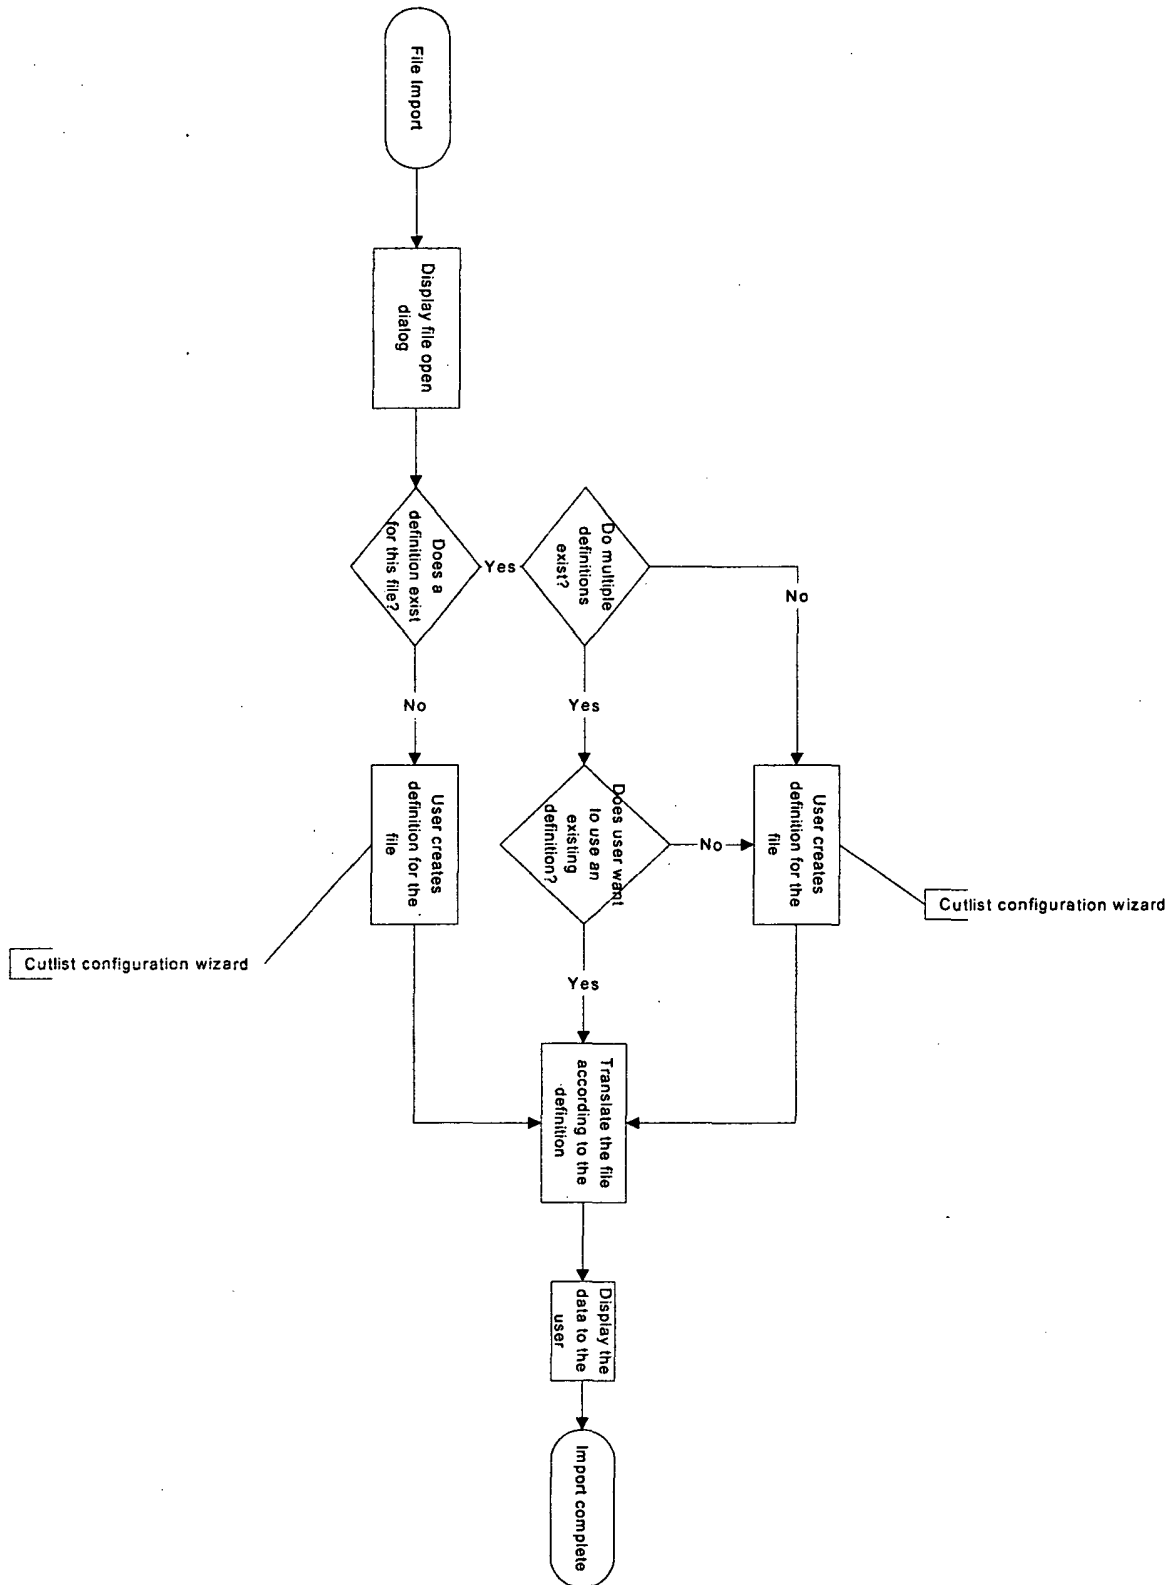 File Import
Display file open
dialog
Does a
definition exist
for this file?
Yes
Do multiple
definitions
exist?
No
No
Yes
User creates
definition for the
file
Does user want
to use an
existing
definition?
No
User creates
definition for the
file
Cutlist configuration wizard
Cutlist configuration wizard
Yes
Translate the file
according to the
definition
Display the
data to the
user
Import complete